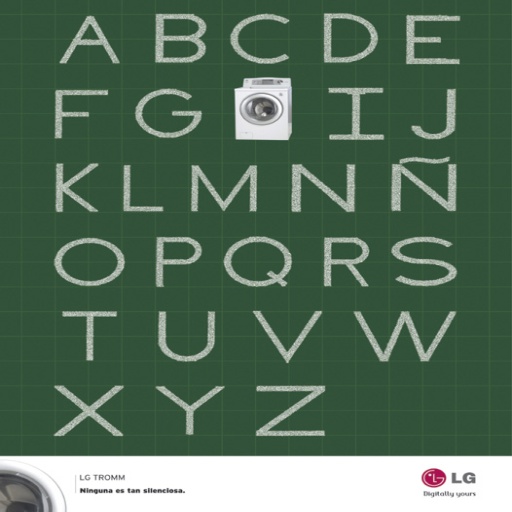 A B C D E
F G I J
K L M N Ñ
O P Q R S
T U V W
X Y Z
LG TROMM
Ninguna es tan silenciosa.
LG
Digitally yours